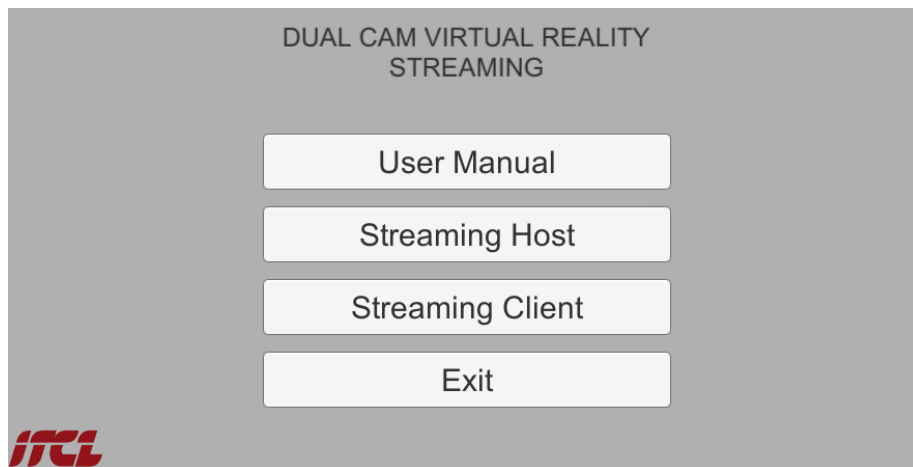 DUAL CAM VIRTUAL REALITY
STREAMING
User Manual
Streaming Host
Streaming Client
Exit
ITCL